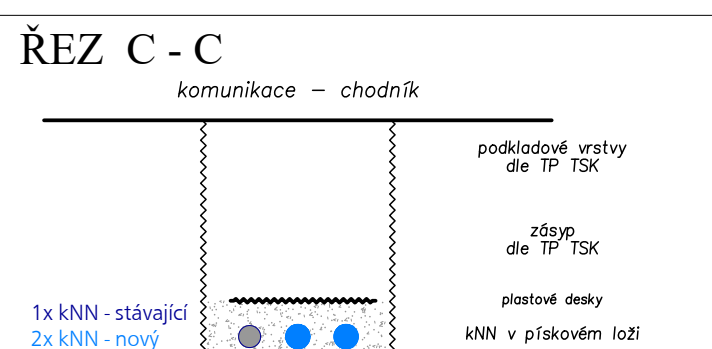 ŘEZ C - C
komunikace – chodník
podkladové vrstvy
dle TP TSK
zásyp
dle TP TSK
plastové desky
1x kNN - stávající
2x kNN - nový
kNN v pískovém loži